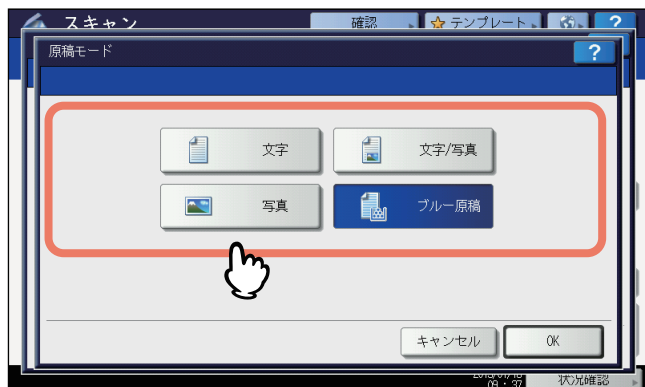 スキャン 確認 テンプレート ?
原稿モード ?
文字 文字/写真
写真 ブルー原稿
キャンセル OK
09 : 37 状況確認